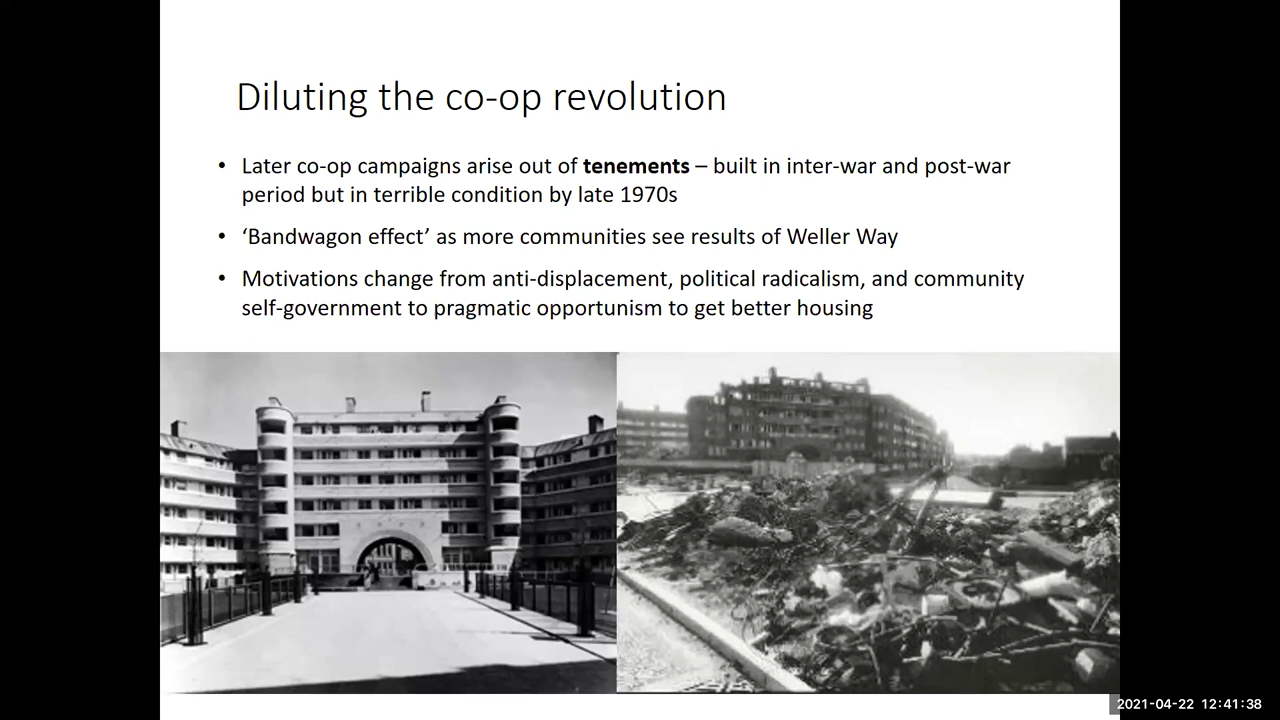 Diluting the co-op revolution
• Later co-op campaigns arise out of tenements – built in inter-war and post-war
period but in terrible condition by late 1970s
• ‘Bandwagon effect’ as more communities see results of Weller Way
• Motivations change from anti-displacement, political radicalism, and community
self-government to pragmatic opportunism to get better housing
2021-04-22 12:41:38